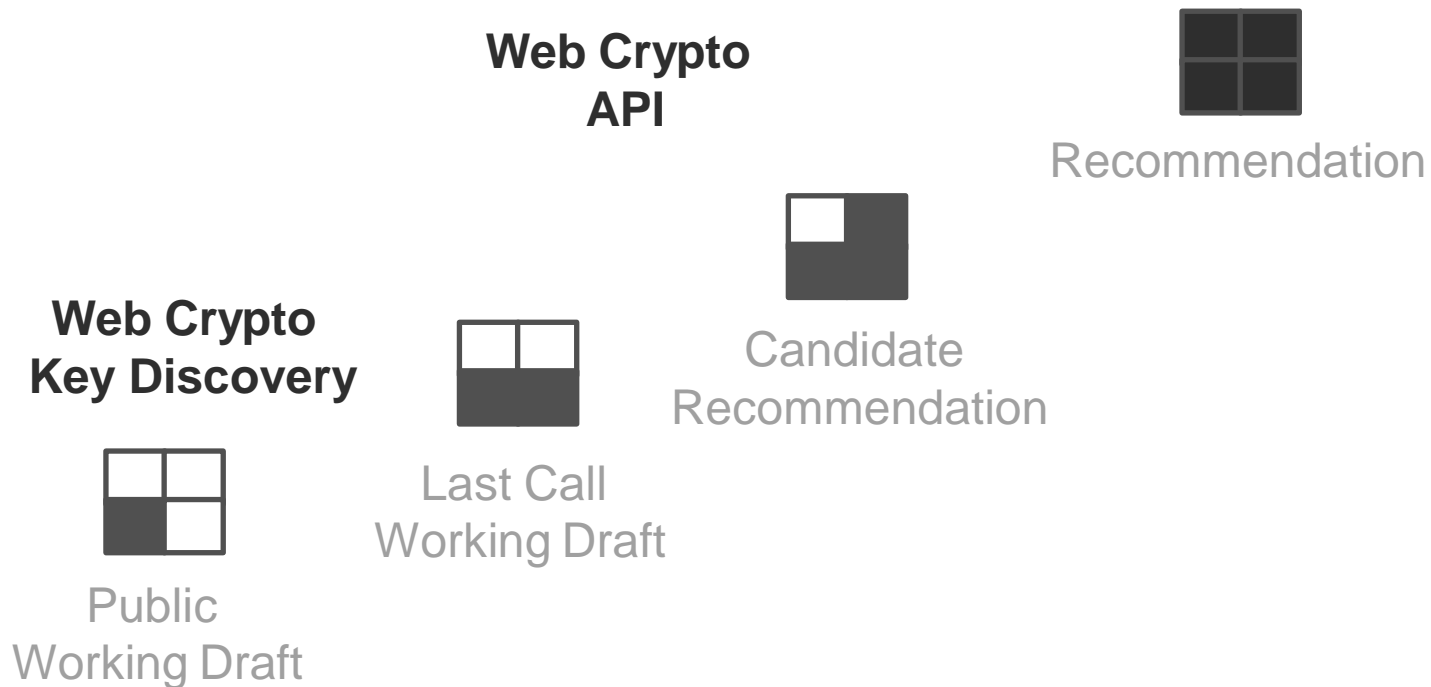 Web Crypto
API
Recommendation
Candidate
Recommendation
Web Crypto
Key Discovery
Last Call
Working Draft
Public
Working Draft